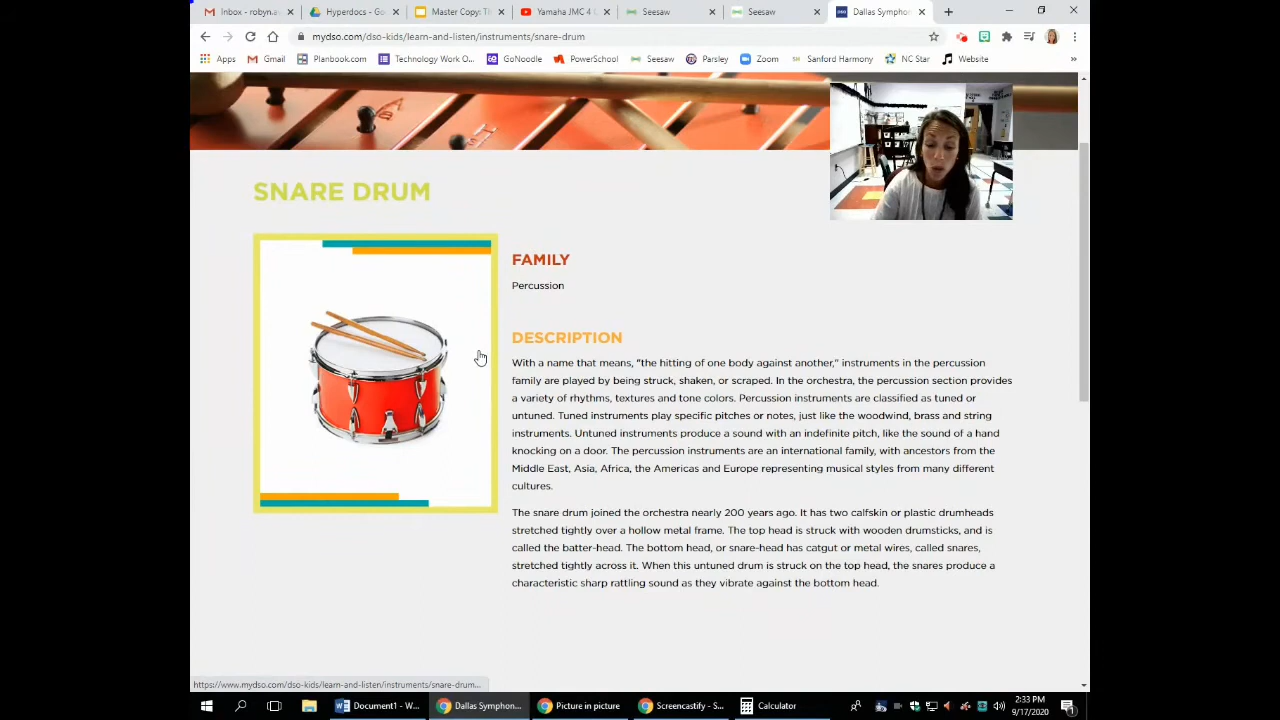 Inbox - robyn.a
Hyperdocs - Go
Master Copy: Th
Yamaha JMC 4 U
Seesaw
Seesaw
Dallas Symphon
mydso.com/dso-kids/learn-and-listen/instruments/snare-drum
Apps
Gmail
Planbook.com
Technology Work O...
GoNoodle
PowerSchool
Seesaw
Parsley
Zoom
Sanford Harmony
NC Star
Website
»
SNARE DRUM
FAMILY
Percussion
DESCRIPTION
With a name that means, "the hitting of one body against another," instruments in the percussion
family are played by being struck, shaken, or scraped. In the orchestra, the percussion section provides
a variety of rhythms, textures and tone colors. Percussion instruments are classified as tuned or
untuned. Tuned instruments play specific pitches or notes, just like the woodwind, brass and string
instruments. Untuned instruments produce a sound with an indefinite pitch, like the sound of a hand
knocking on a door. The percussion instruments are an international family, with ancestors from the
Middle East, Asia, Africa, the Americas and Europe representing musical styles from many different
cultures.
The snare drum joined the orchestra nearly 200 years ago. It has two calfskin or plastic drumheads
stretched tightly over a hollow metal frame. The top head is struck with wooden drumsticks, and is
called the batter-head. The bottom head, or snare-head has catgut or metal wires, called snares,
stretched tightly across it. When this untuned drum is struck on the top head, the snares produce a
characteristic sharp rattling sound as they vibrate against the bottom head.
https://www.mydso.com/dso-kids/learn-and-listen/instruments/snare-drum...
Document1 - W...
Dallas Symphon...
Picture in picture
Screencastify - S...
Calculator
2:33 PM
9/17/2020